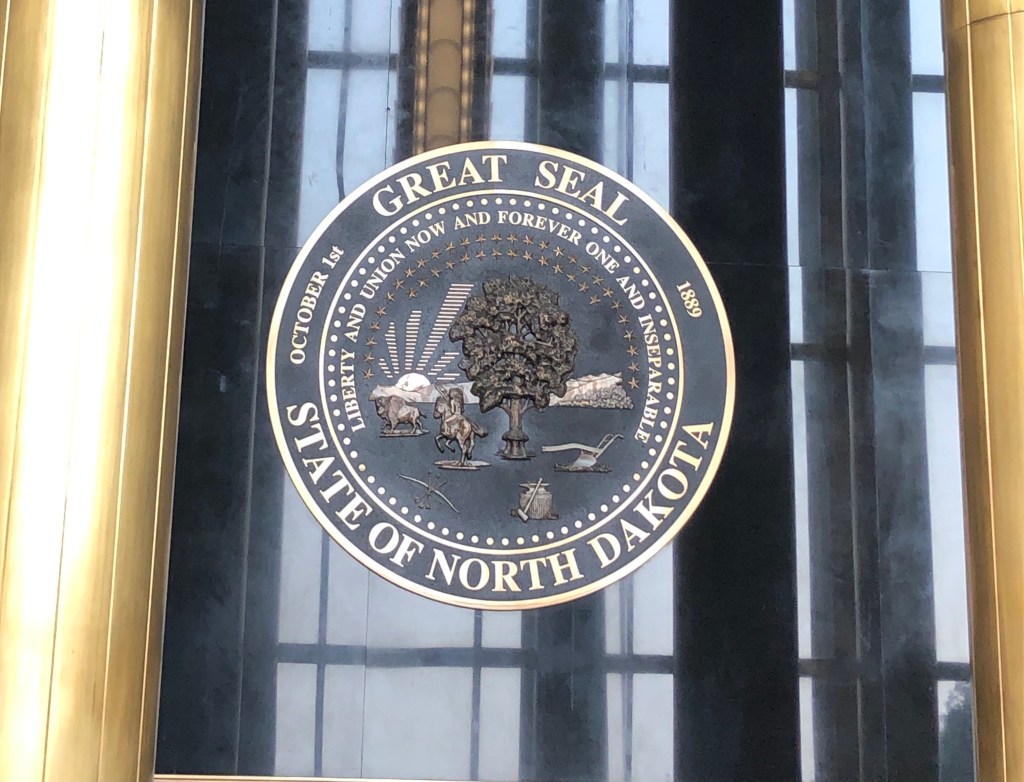 GREAT SEAL
OCTOBER 1st
1889
LIBERTY AND UNION NOW AND FOREVER ONE AND INSEPARABLE
STATE OF NORTH DAKOTA